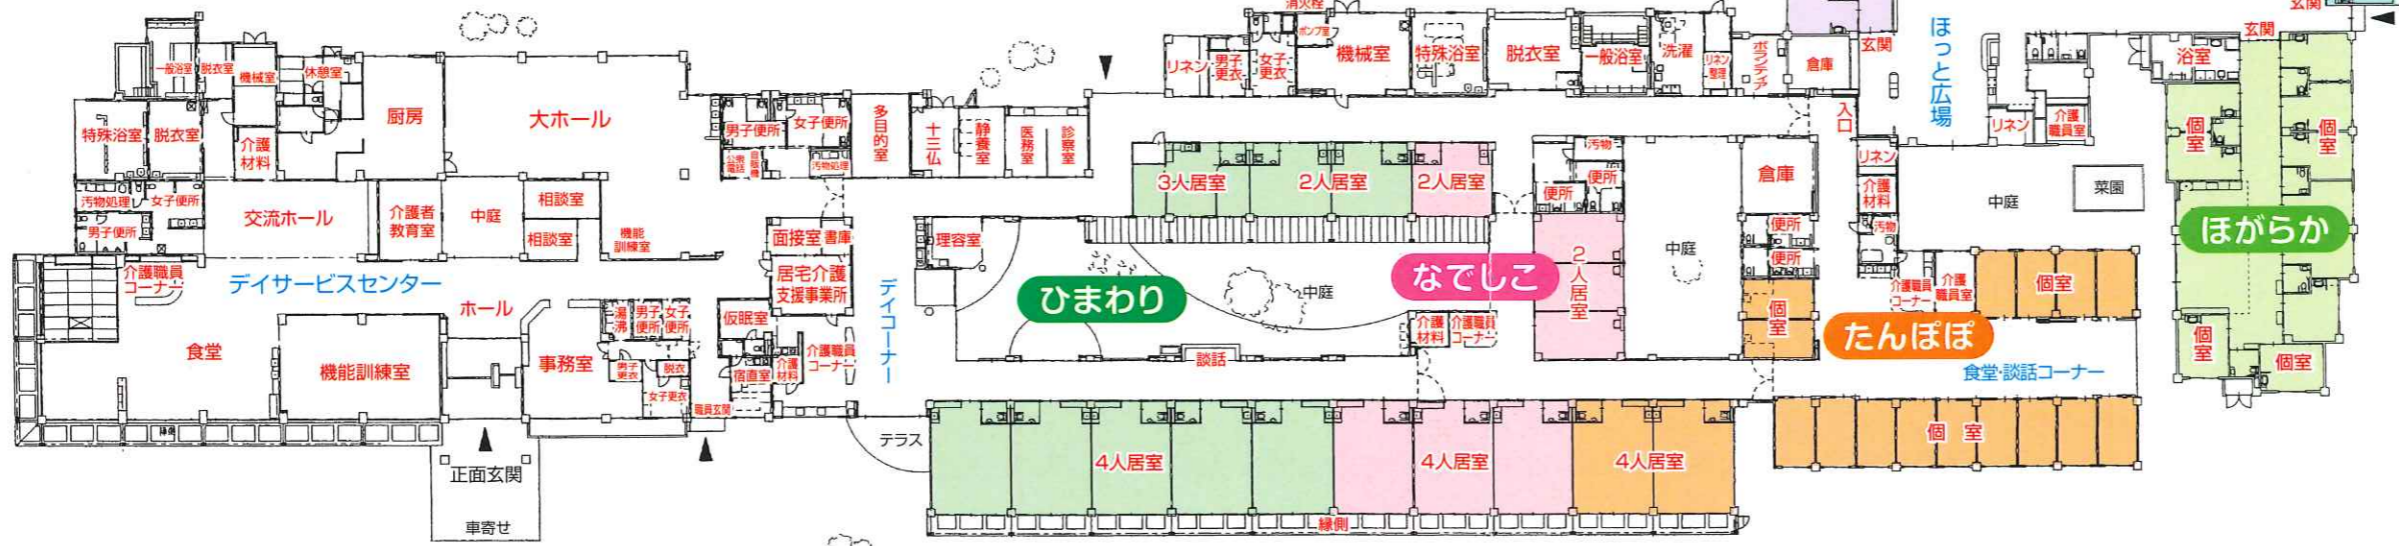 消火栓
玄関
一般浴室
脱衣室
機械室
休憩室
厨房
大ホール
特殊浴室
脱衣室
介護
材料
汚物処理
女子便所
男子便所
交流ホール
介護者
教育室
中庭
相談室
相談室
機能
訓練室
男子便所
女子便所
公衆
電話
自販機
汚物処理
多目的室
十三仏
静養室
医務室
診察室
面接室
書庫
居宅介護
支援事業所
仮眠室
宿直室
介護
材料
介護職員
コーナー
職員玄関
介護職員
コーナー
デイサービスセンター
ホール
食堂
機能訓練室
事務室
湯沸
男子
便所
女子
便所
男子
更衣
脱衣
女子更衣
縁側
正面玄関
車寄せ
デイコーナー
テラス
理容室
リネン
男子
更衣
女子
更衣
ポンプ室
機械室
特殊浴室
脱衣室
一般浴室
洗濯
リネン
整理
ボランティア
倉庫
玄関
入口
ほっと広場
3人居室
2人居室
2人居室
汚物
便所
便所
倉庫
便所
便所
リネン
介護
材料
汚物
中庭
ひまわり
中庭
なでしこ
2人居室
介護
材料
介護職員
コーナー
談話
個室
たんぽぽ
介護職員
コーナー
介護
職員室
個室
食堂・談話コーナー
個室
4人居室
4人居室
4人居室
縁側
リネン
介護
職員室
中庭
菜園
玄関
浴室
個室
個室
ほがらか
個室
個室